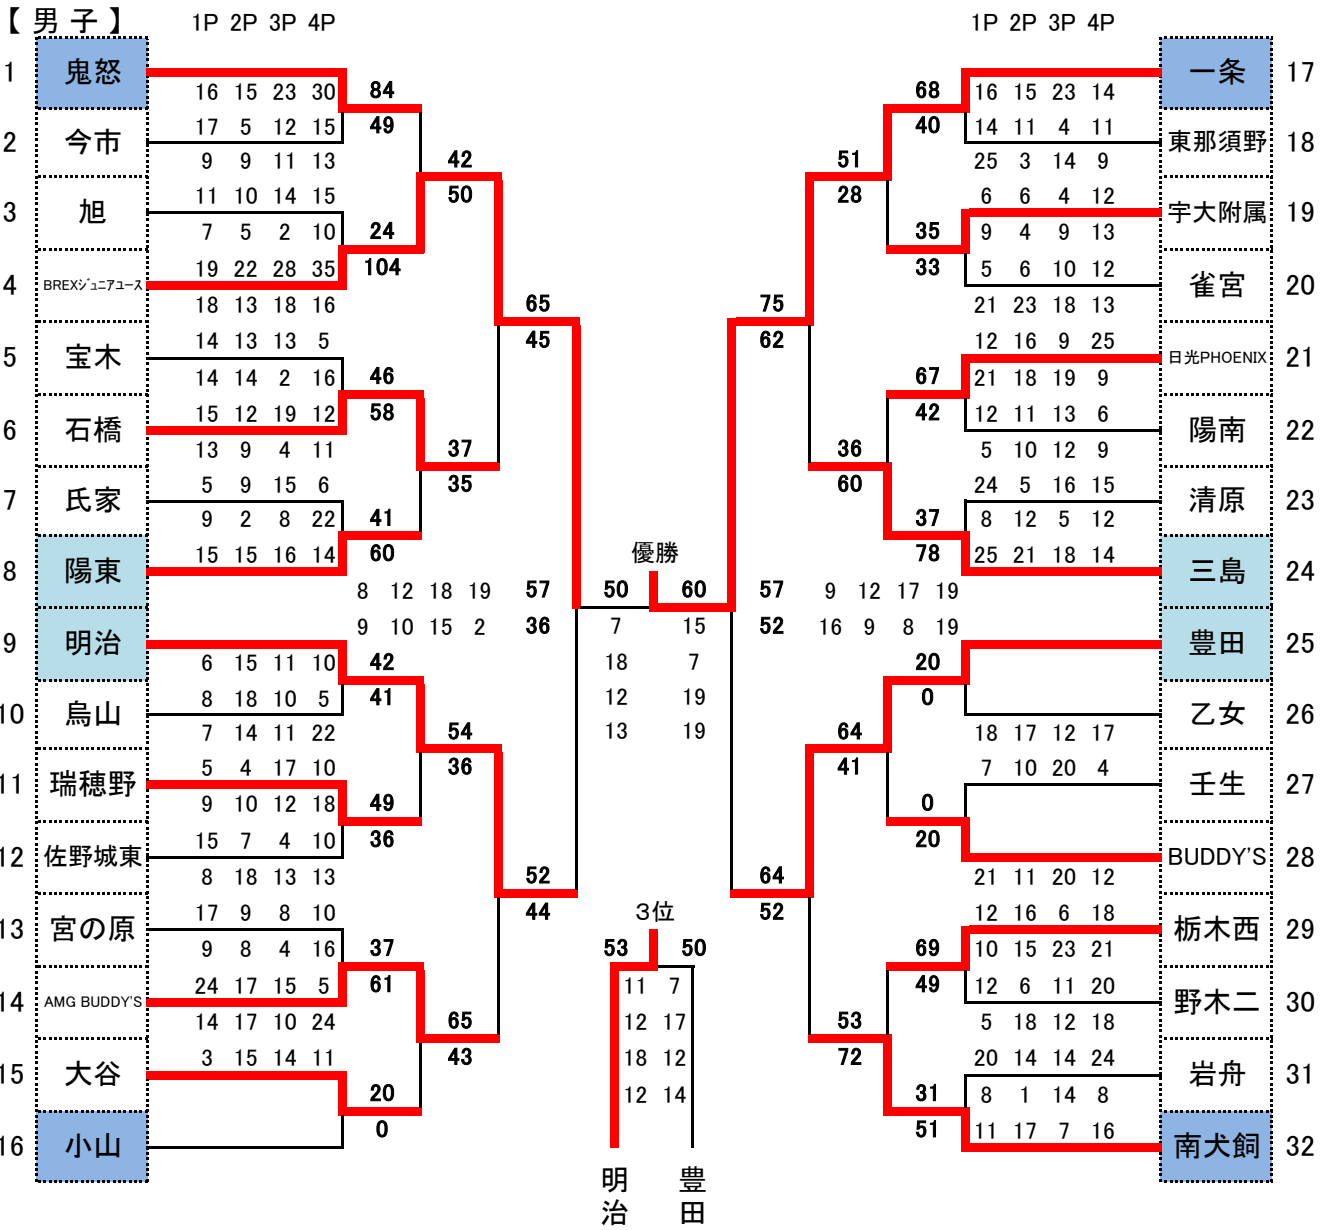 【 男 子 】 1P 2P 3P 4P 1P 2P 3P 4P
1 鬼怒 一条 17
16 15 23 30 84 68 16 15 23 14
17 5 12 15 49 40 14 11 4 11
2 今市 東那須野 18
9 9 11 13 42 51 25 3 14 9
11 10 14 15 50 28 6 6 4 12
3 旭 宇大附属 19
7 5 2 10 24 35 9 4 9 13
19 22 28 35 104 33 5 6 10 12
4 BREXジュニアユース 雀宮 20
18 13 18 16 65 75 21 23 18 13
14 13 13 5 45 62 12 16 9 25
5 宝木 日光PHOENIX 21
14 14 2 16 46 67 21 18 19 9
15 12 19 12 58 42 12 11 13 6
6 石橋 陽南 22
13 9 4 11 37 36 5 10 12 9
5 9 15 6 35 60 24 5 16 15
7 氏家 清原 23
9 2 8 22 41 37 8 12 5 12
15 15 16 14 60 78 25 21 18 14
優勝
8 陽東 三島 24
8 12 18 19 57 50 60 57 9 12 17 19
9 10 15 2 36 7 15 52 16 9 8 19
9 明治 豊田 25
6 15 11 10 42 18 7 20
8 18 10 5 41 12 19 0
10 烏山 乙女 26
7 14 11 22 54 13 19 64 18 17 12 17
5 4 17 10 36 41 7 10 20 4
11 瑞穂野 壬生 27
9 10 12 18 49 0
15 7 4 10 36 20
12 佐野城東 BUDDY'S 28
8 18 13 13 52 64 21 11 20 12
17 9 8 10 44 3位 52 12 16 6 18
13 宮の原 栃木西 29
9 8 4 16 37 53 50 69 10 15 23 21
24 17 15 5 61 11 7 49 12 6 11 20
14 AMG BUDDY'S 野木二 30
14 17 10 24 65 12 17 53 5 18 12 18
3 15 14 11 43 18 12 72 20 14 14 24
15 大谷 岩舟 31
20 12 14 31 8 1 14 8
0 51 11 17 7 16
16 小山 南犬飼 32
明治 豊田